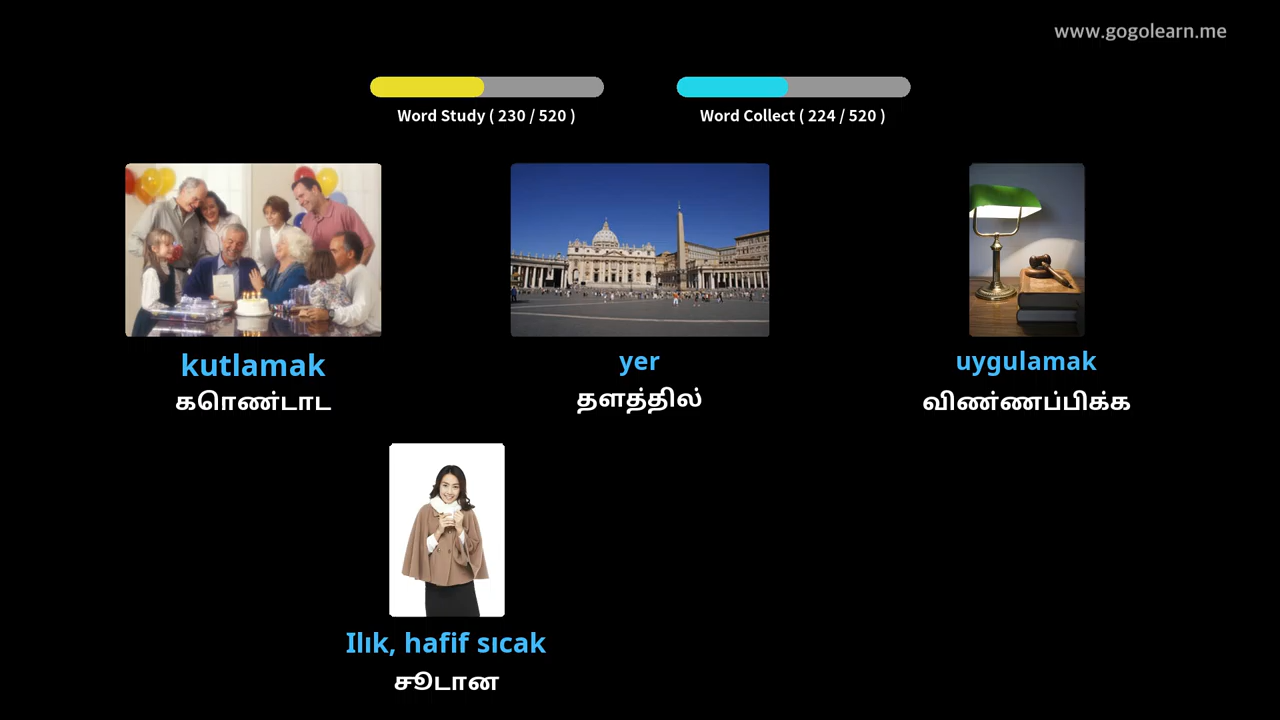 www.gogolearn.me
Word Study ( 230 / 520 )
Word Collect ( 224 / 520 )
kutlamak
கொண்டாட
yer
தளத்தில்
uygulamak
விண்ணப்பிக்க
Ilık, hafif sıcak
சூடான